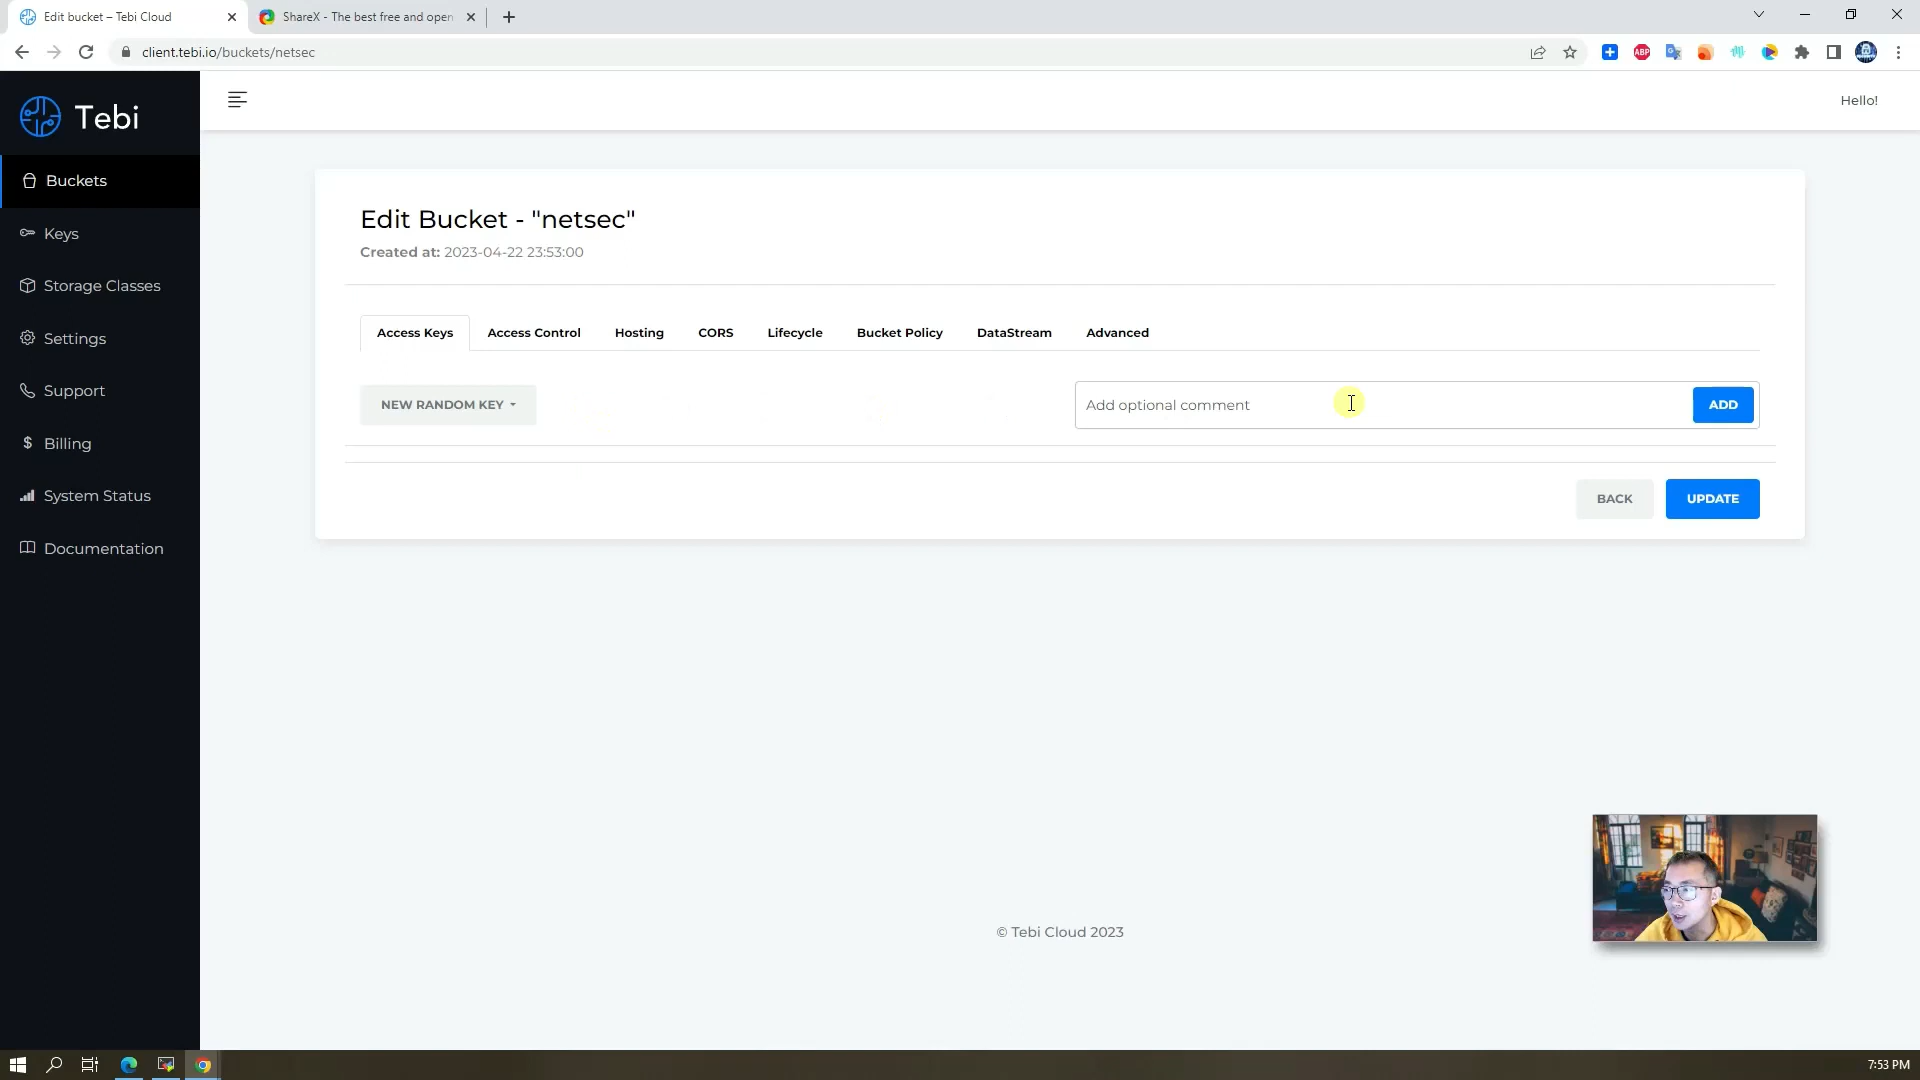 Edit bucket – Tebi Cloud
ShareX - The best free and open
client.tebi.io/buckets/netsec
ABP
Tebi
Hello!
Buckets
Keys
Storage Classes
Settings
Support
Billing
System Status
Documentation
Edit Bucket - "netsec"
Created at: 2023-04-22 23:53:00
Access Keys Access Control Hosting CORS Lifecycle Bucket Policy DataStream Advanced
NEW RANDOM KEY Add optional comment ADD
BACK UPDATE
© Tebi Cloud 2023
7:53 PM